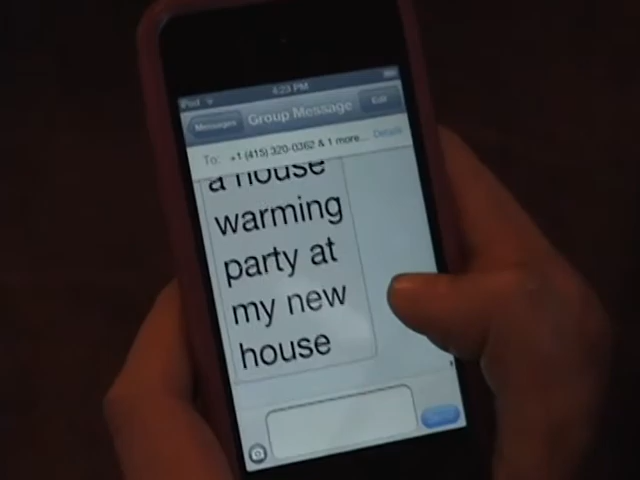 iPod 4:23 PM
Messages Group Message Edit
To: +1 (415) 320-0362 & 1 more... Details
a house
warming
party at
my new
house